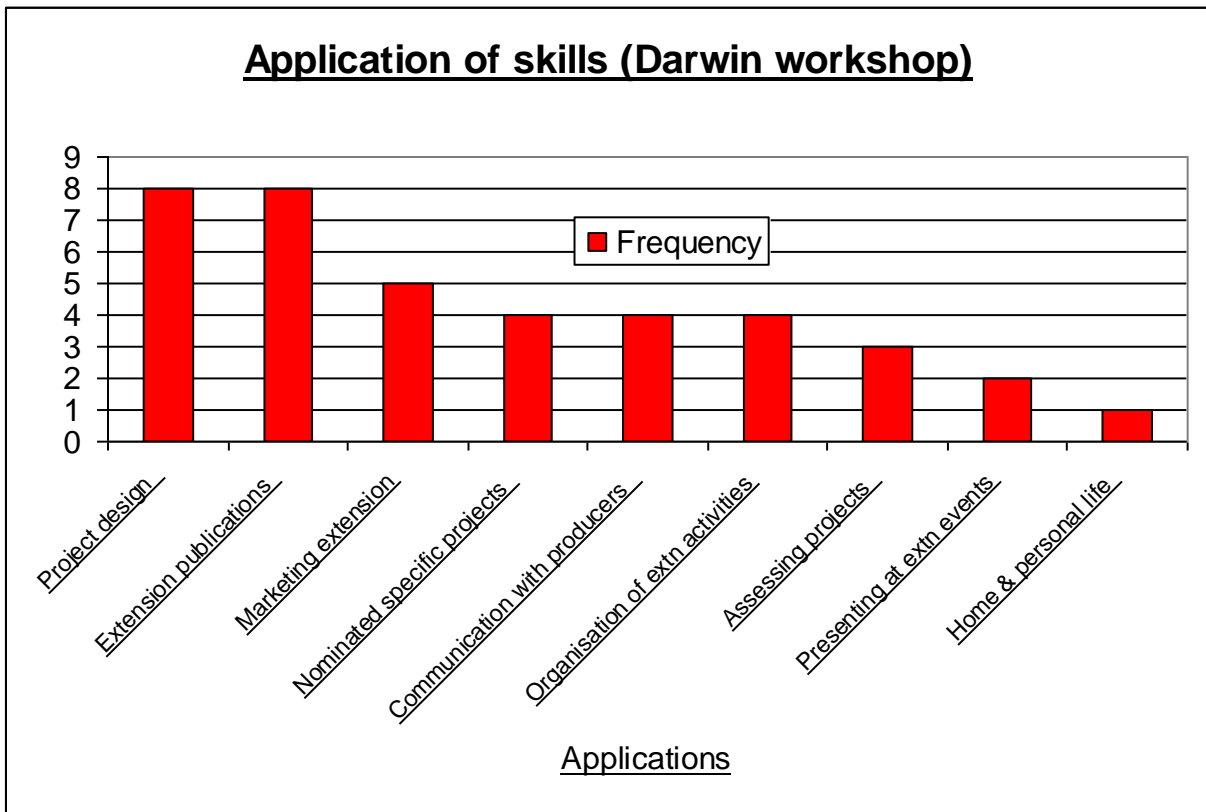 Application of skills (Darwin workshop)
9
8
7
6
5
4
3
2
1
0
Frequency
Project design
Extension publications
Marketing extension
Nominated specific projects
Communication with producers
Organisation of extn activities
Assessing projects
Presenting at extn events
Home & personal life
Applications